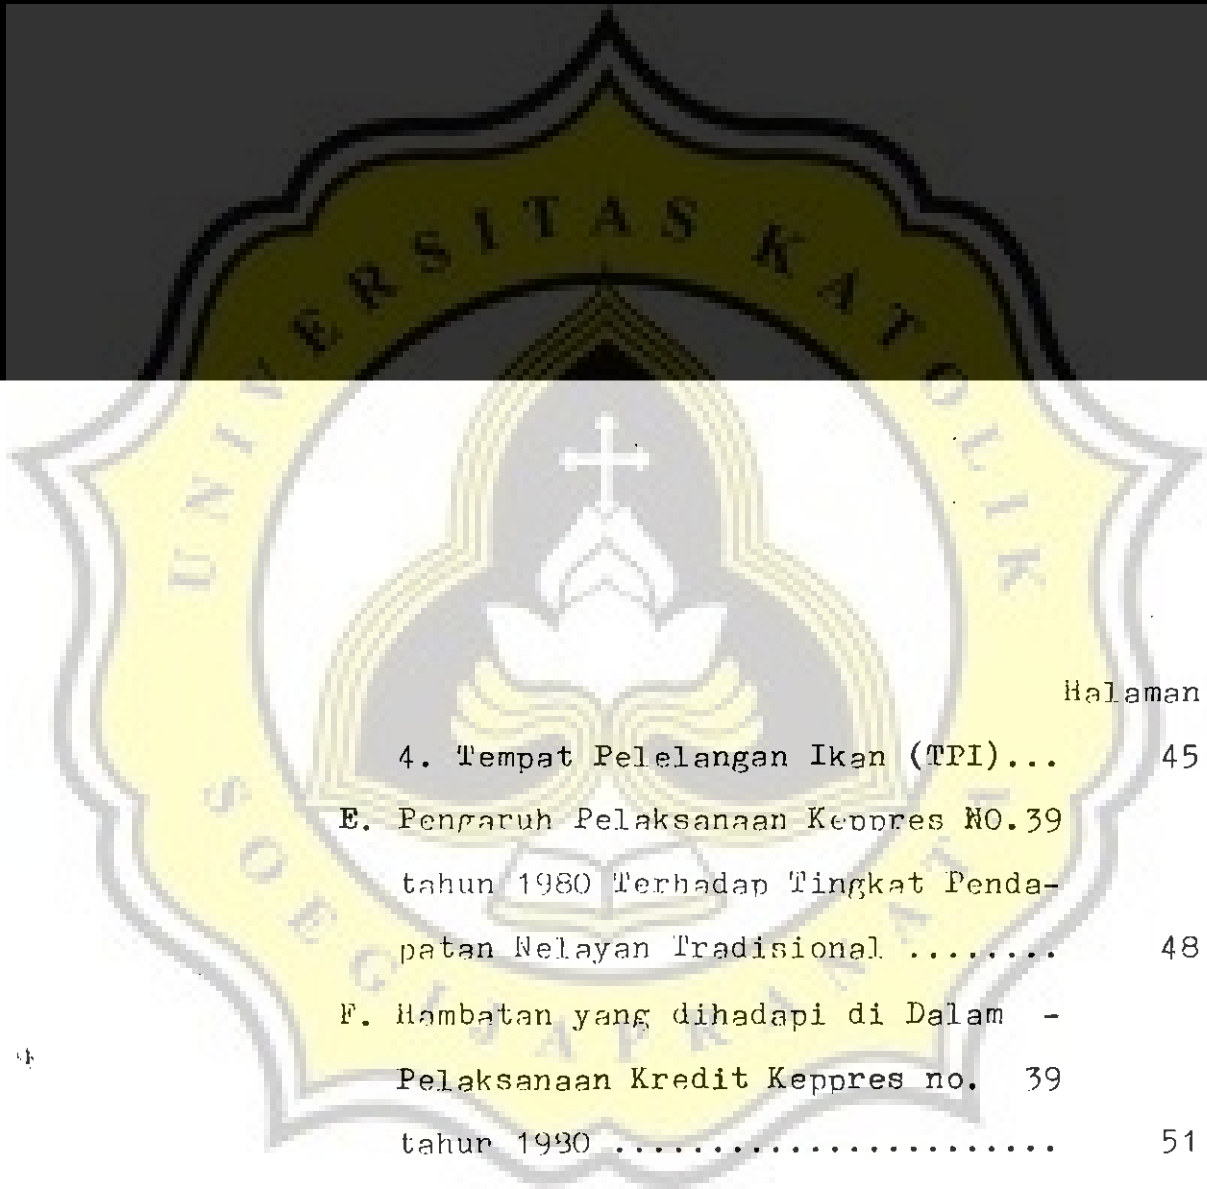 UNIVERSITAS KATOLIK
SOEGIJAPRANATA
Halaman
4. Tempat Pelelangan Ikan (TPI)... 45
E. Pengaruh Pelaksanaan Keppres NO.39
tahun 1980 Terhadap Tingkat Penda-
patan Nelayan Tradisional ........ 48
F. Hambatan yang dihadapi di Dalam -
Pelaksanaan Kredit Keppres no. 39
tahun 1980 ....................... 51